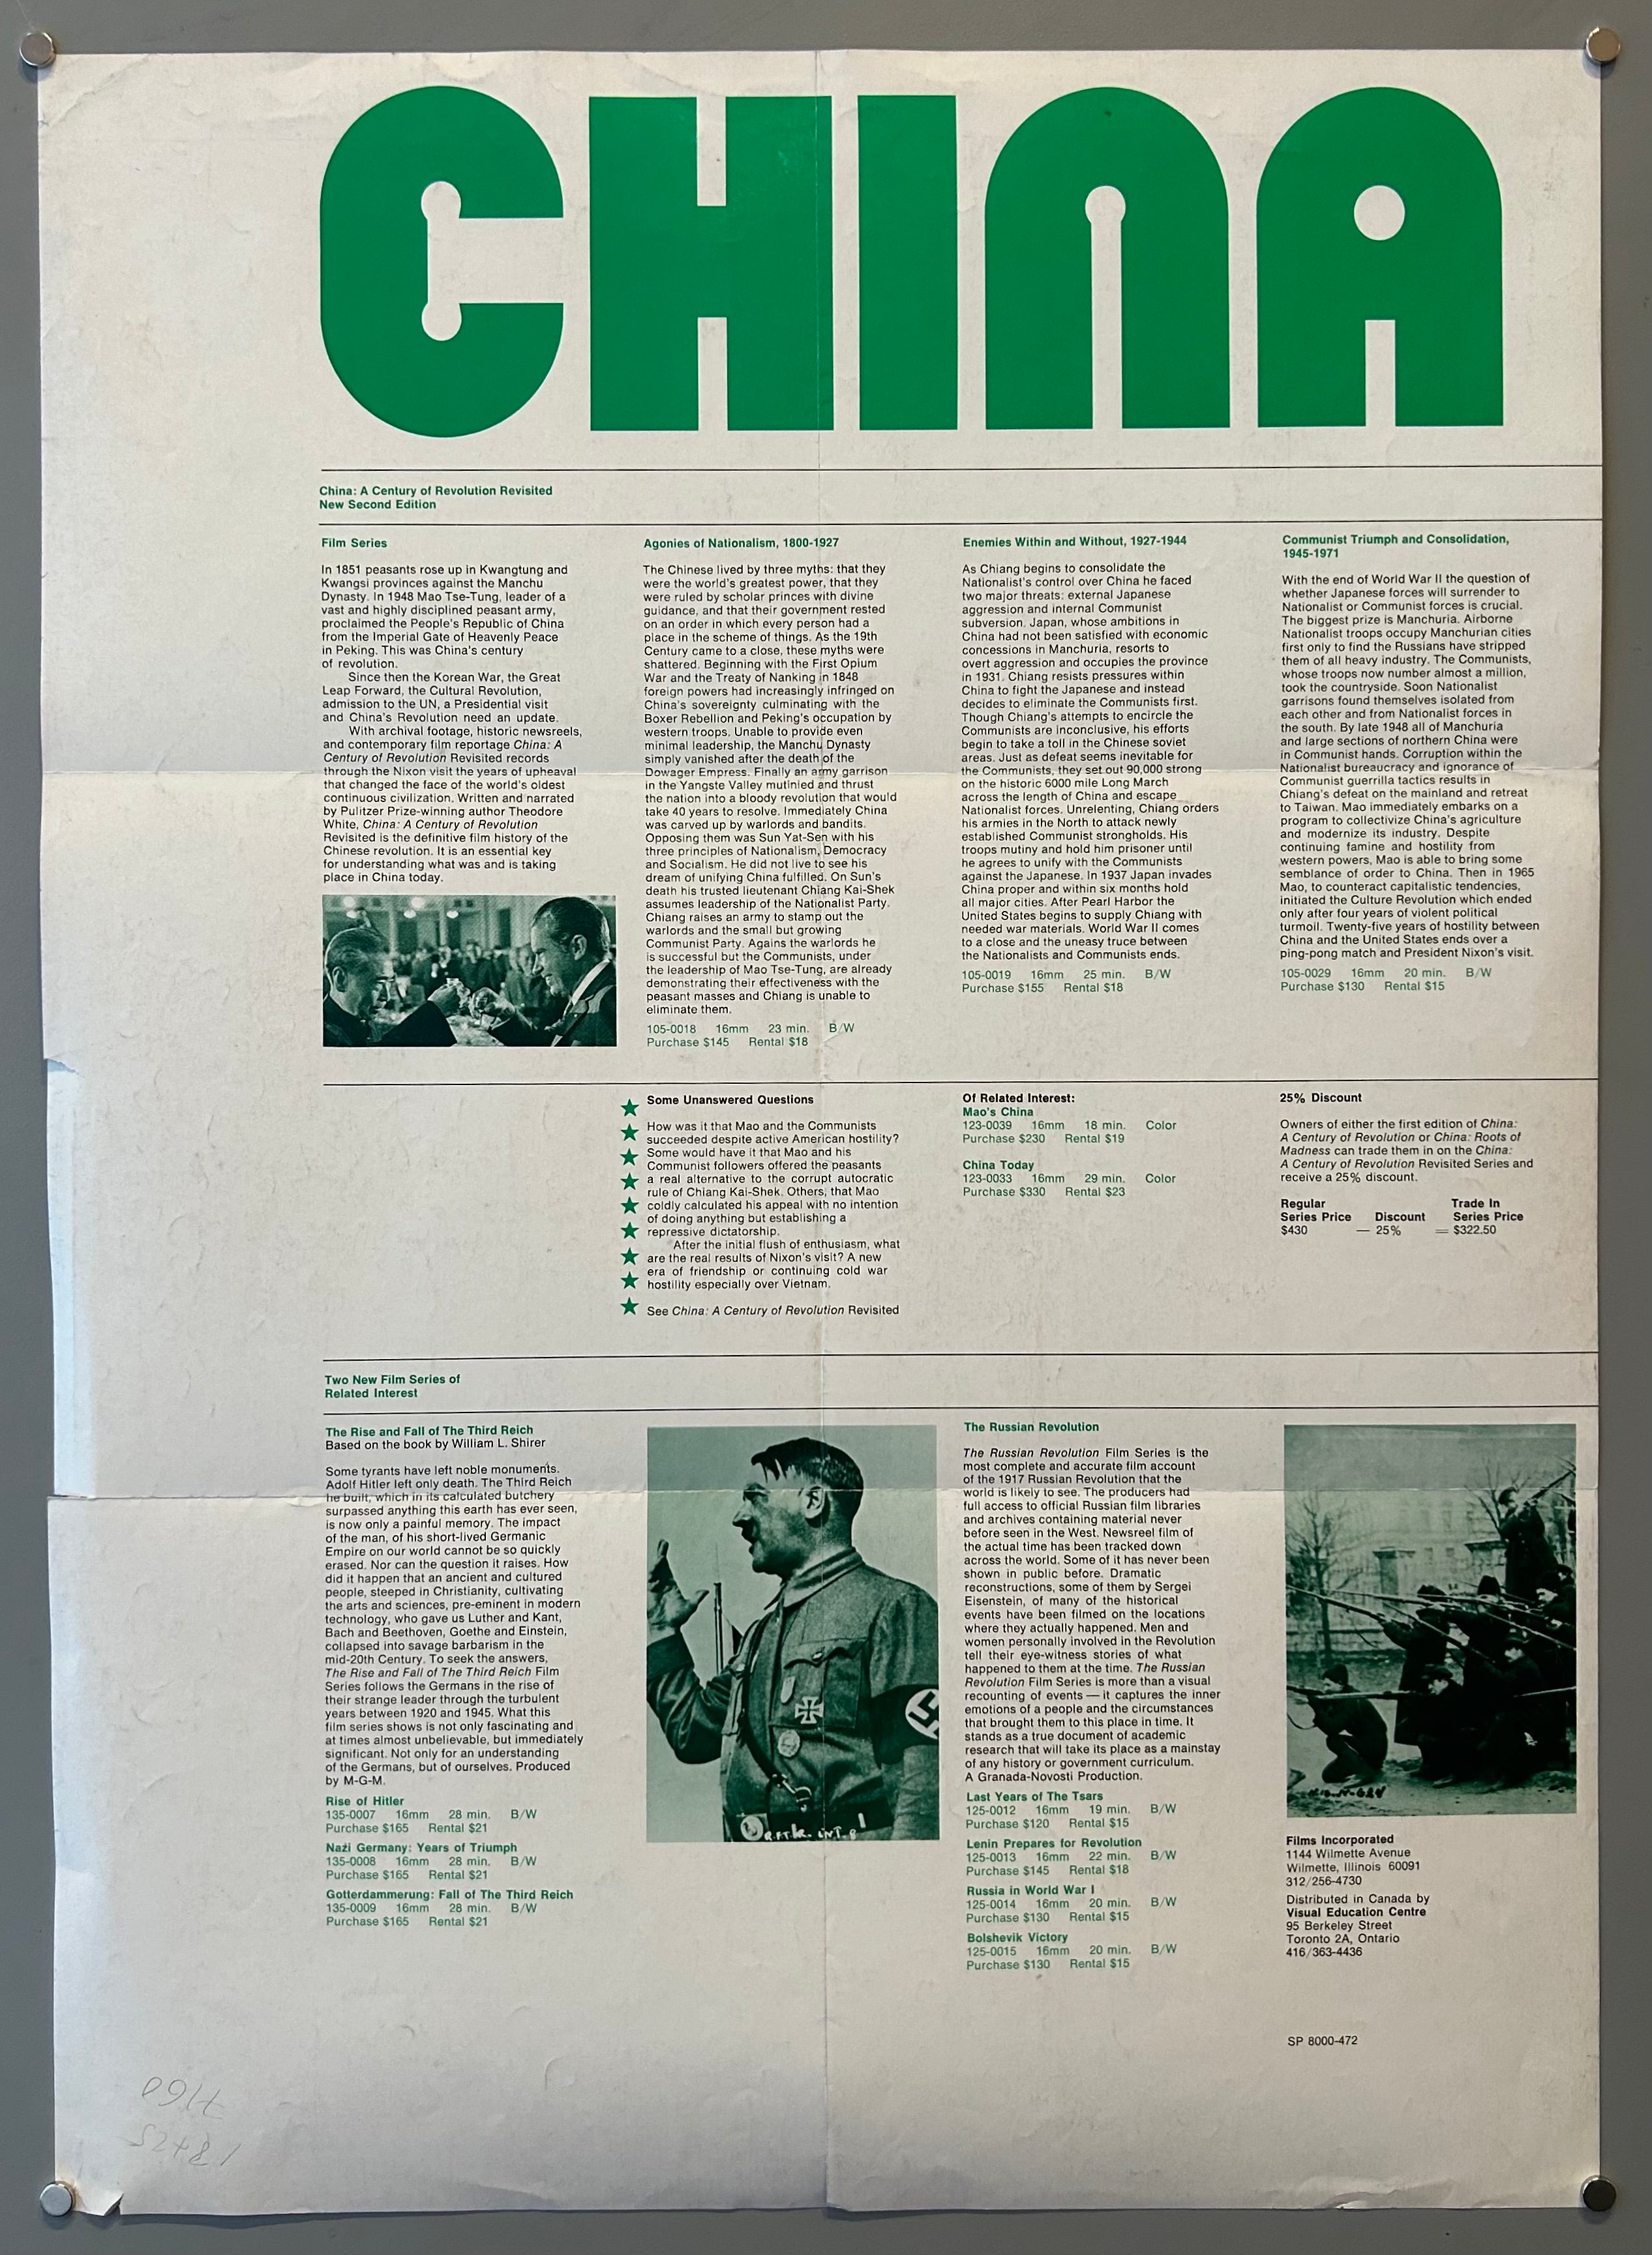 CHINA
China: A Century of Revolution Revisited
New Second Edition
Film Series
In 1851 peasants rose up in Kwangtung and
Kwangsi provinces against the Manchu
Dynasty. In 1948 Mao Tse-Tung, leader of a
vast and highly disciplined peasant army,
proclaimed the People's Republic of China
from the Imperial Gate of Heavenly Peace
in Peking. This was China's century
of revolution.
Since then the Korean War, the Great
Leap Forward, the Cultural Revolution,
admission to the UN, a Presidential visit
and China's Revolution need an update.
With archival footage, historic newsreels,
and contemporary film reportage China: A
Century of Revolution Revisited records
through the Nixon visit the years of upheaval
that changed the face of the world's oldest
continuous civilization. Written and narrated
by Pulitzer Prize-winning author Theodore
White, China: A Century of Revolution
Revisited is the definitive film history of the
Chinese revolution. It is an essential key
for understanding what was and is taking
place in China today.
Agonies of Nationalism, 1800-1927
The Chinese lived by three myths: that they
were the world's greatest power, that they
were ruled by scholar princes with divine
guidance, and that their government rested
on an order in which every person had a
place in the scheme of things. As the 19th
Century came to a close, these myths were
shattered. Beginning with the First Opium
War and the Treaty of Nanking in 1848
foreign powers had increasingly infringed on
China's sovereignty culminating with the
Boxer Rebellion and Peking's occupation by
western troops. Unable to provide even
minimal leadership, the Manchu Dynasty
simply vanished after the death of the
Dowager Empress. Finally an army garrison
in the Yangste Valley mutinied and thrust
the nation into a bloody revolution that would
take 40 years to resolve. Immediately China
was carved up by warlords and bandits.
Opposing them was Sun Yat-Sen with his
three principles of Nationalism, Democracy
and Socialism. He did not live to see his
dream of unifying China fulfilled. On Sun's
death his trusted lieutenant Chiang Kai-Shek
assumes leadership of the Nationalist Party.
Chiang raises an army to stamp out the
warlords and the small but growing
Communist Party. Agains the warlords he
is successful but the Communists, under
the leadership of Mao Tse-Tung, are already
demonstrating their effectiveness with the
peasant masses and Chiang is unable to
eliminate them.
105-0018 16mm 23 min. B/W
Purchase $145 Rental $18
Enemies Within and Without, 1927-1944
As Chiang begins to consolidate the
Nationalist's control over China he faced
two major threats: external Japanese
aggression and internal Communist
subversion. Japan, whose ambitions in
China had not been satisfied with economic
concessions in Manchuria, resorts to
overt aggression and occupies the province
in 1931. Chiang resists pressures within
China to fight the Japanese and instead
decides to eliminate the Communists first.
Though Chiang's attempts to encircle the
Communists are inconclusive, his efforts
begin to take a toll in the Chinese soviet
areas. Just as defeat seems inevitable for
the Communists, they set out 90,000 strong
on the historic 6000 mile Long March
across the length of China and escape
Nationalist forces. Unrelenting, Chiang orders
his armies in the North to attack newly
established Communist strongholds. His
troops mutiny and hold him prisoner until
he agrees to unify with the Communists
against the Japanese. In 1937 Japan invades
China proper and within six months hold
all major cities. After Pearl Harbor the
United States begins to supply Chiang with
needed war materials. World War II comes
to a close and the uneasy truce between
the Nationalists and Communists ends.
105-0019 16mm 25 min. B/W
Purchase $155 Rental $18
Communist Triumph and Consolidation,
1945-1971
With the end of World War II the question of
whether Japanese forces will surrender to
Nationalist or Communist forces is crucial.
The biggest prize is Manchuria. Airborne
Nationalist troops occupy Manchurian cities
first only to find the Russians have stripped
them of all heavy industry. The Communists,
whose troops now number almost a million,
took the countryside. Soon Nationalist
garrisons found themselves isolated from
each other and from Nationalist forces in
the south. By late 1948 all of Manchuria
and large sections of northern China were
in Communist hands. Corruption within the
Nationalist bureaucracy and ignorance of
Communist guerrilla tactics results in
Chiang's defeat on the mainland and retreat
to Taiwan. Mao immediately embarks on a
program to collectivize China's agriculture
and modernize its industry. Despite
continuing famine and hostility from
western powers, Mao is able to bring some
semblance of order to China. Then in 1965
Mao, to counteract capitalistic tendencies,
initiated the Culture Revolution which ended
only after four years of violent political
turmoil. Twenty-five years of hostility between
China and the United States ends over a
ping-pong match and President Nixon's visit.
105-0029 16mm 20 min. B/W
Purchase $130 Rental $15
Some Unanswered Questions
How was it that Mao and the Communists
succeeded despite active American hostility?
Some would have it that Mao and his
Communist followers offered the peasants
a real alternative to the corrupt autocratic
rule of Chiang Kai-Shek. Others, that Mao
coldly calculated his appeal with no intention
of doing anything but establishing a
repressive dictatorship.
After the initial flush of enthusiasm, what
are the real results of Nixon's visit? A new
era of friendship or continuing cold war
hostility especially over Vietnam.
See China: A Century of Revolution Revisited
Of Related Interest:
Mao's China
123-0039 16mm 18 min. Color
Purchase $230 Rental $19
China Today
123-0033 16mm 29 min. Color
Purchase $330 Rental $23
25% Discount
Owners of either the first edition of China:
A Century of Revolution or China: Roots of
Madness can trade them in on the China:
A Century of Revolution Revisited Series and
receive a 25% discount.
Regular Trade In
Series Price Discount Series Price
$430 — 25% = $322.50
Two New Film Series of
Related Interest
The Rise and Fall of The Third Reich
Based on the book by William L. Shirer
Some tyrants have left noble monuments.
Adolf Hitler left only death. The Third Reich
he built, which in its calculated butchery
surpassed anything this earth has ever seen,
is now only a painful memory. The impact
of the man, of his short-lived Germanic
Empire on our world cannot be so quickly
erased. Nor can the question it raises. How
did it happen that an ancient and cultured
people, steeped in Christianity, cultivating
the arts and sciences, pre-eminent in modern
technology, who gave us Luther and Kant,
Bach and Beethoven, Goethe and Einstein,
collapsed into savage barbarism in the
mid-20th Century. To seek the answers,
The Rise and Fall of The Third Reich Film
Series follows the Germans in the rise of
their strange leader through the turbulent
years between 1920 and 1945. What this
film series shows is not only fascinating and
at times almost unbelievable, but immediately
significant. Not only for an understanding
of the Germans, but of ourselves. Produced
by M-G-M.
Rise of Hitler
135-0007 16mm 28 min. B/W
Purchase $165 Rental $21
Nazi Germany: Years of Triumph
135-0008 16mm 28 min. B/W
Purchase $165 Rental $21
Gotterdammerung: Fall of The Third Reich
135-0009 16mm 28 min. B/W
Purchase $165 Rental $21
The Russian Revolution
The Russian Revolution Film Series is the
most complete and accurate film account
of the 1917 Russian Revolution that the
world is likely to see. The producers had
full access to official Russian film libraries
and archives containing material never
before seen in the West. Newsreel film of
the actual time has been tracked down
across the world. Some of it has never been
shown in public before. Dramatic
reconstructions, some of them by Sergei
Eisenstein, of many of the historical
events have been filmed on the locations
where they actually happened. Men and
women personally involved in the Revolution
tell their eye-witness stories of what
happened to them at the time. The Russian
Revolution Film Series is more than a visual
recounting of events — it captures the inner
emotions of a people and the circumstances
that brought them to this place in time. It
stands as a true document of academic
research that will take its place as a mainstay
of any history or government curriculum.
A Granada-Novosti Production.
Last Years of The Tsars
125-0012 16mm 19 min. B/W
Purchase $120 Rental $15
Lenin Prepares for Revolution
125-0013 16mm 22 min. B/W
Purchase $145 Rental $18
Russia in World War I
125-0014 16mm 20 min. B/W
Purchase $130 Rental $15
Bolshevik Victory
125-0015 16mm 20 min. B/W
Purchase $130 Rental $15
Films Incorporated
1144 Wilmette Avenue
Wilmette, Illinois 60091
312/256-4730
Distributed in Canada by
Visual Education Centre
95 Berkeley Street
Toronto 2A, Ontario
416/363-4436
SP 8000-472